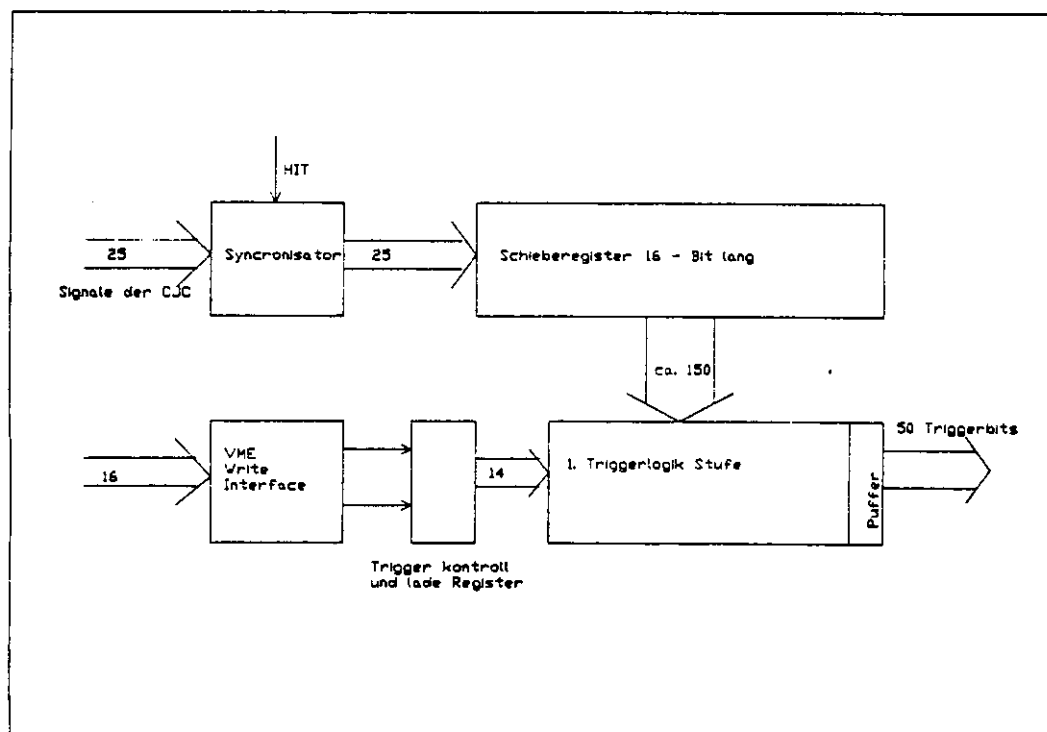 HIT
25
Syncronisator
25
Schieberegister 16 - Bit lang
Signale der CJC
ca. 150
50 Triggerbits
16
VME
Write
Interface
14
1. Triggerlogik Stufe
Puffer
Trigger kontroll
und lade Register